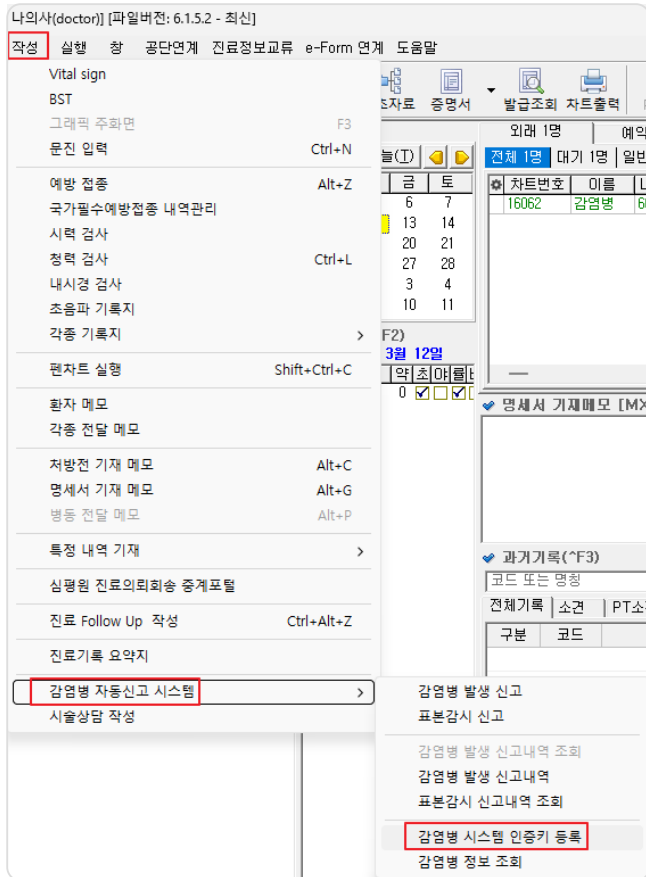 나의사(doctor)] [파일버전: 6.1.5.2 - 최신]
작성 실행 창 공단연계 진료정보교류 e-Form 연계 도움말
Vital sign
BST
그래픽 주화면 F3
문진 입력 Ctrl+N
예방 접종 Alt+Z
국가필수예방접종 내역관리
시력 검사
청력 검사 Ctrl+L
내시경 검사
초음파 기록지
각종 기록지
펜차트 실행 Shift+Ctrl+C
환자 메모
각종 전달 메모
처방전 기재 메모 Alt+C
명세서 기재 메모 Alt+G
병동 전달 메모 Alt+P
특정 내역 기재
심평원 진료의뢰회송 중계포털
진료 Follow Up 작성 Ctrl+Alt+Z
진료기록 요약지
감염병 자동신고 시스템
시술상담 작성
감염병 발생 신고
표본감시 신고
감염병 발생 신고내역 조회
감염병 발생 신고내역
표본감시 신고내역 조회
감염병 시스템 인증키 등록
감염병 정보 조회
자료 증명서 발급조회 차트출력
외래 1명
전체 1명 대기 1명 일반
차트번호 이름
16062 감염병
(T)
금 토
6 7
13 14
20 21
27 28
3 4
10 11
F2)
3월 12일
약 초 야 률
0
명세서 기재메모 [MX
과거기록(^F3)
코드 또는 명칭
전체기록 소견 PT소
구분 코드